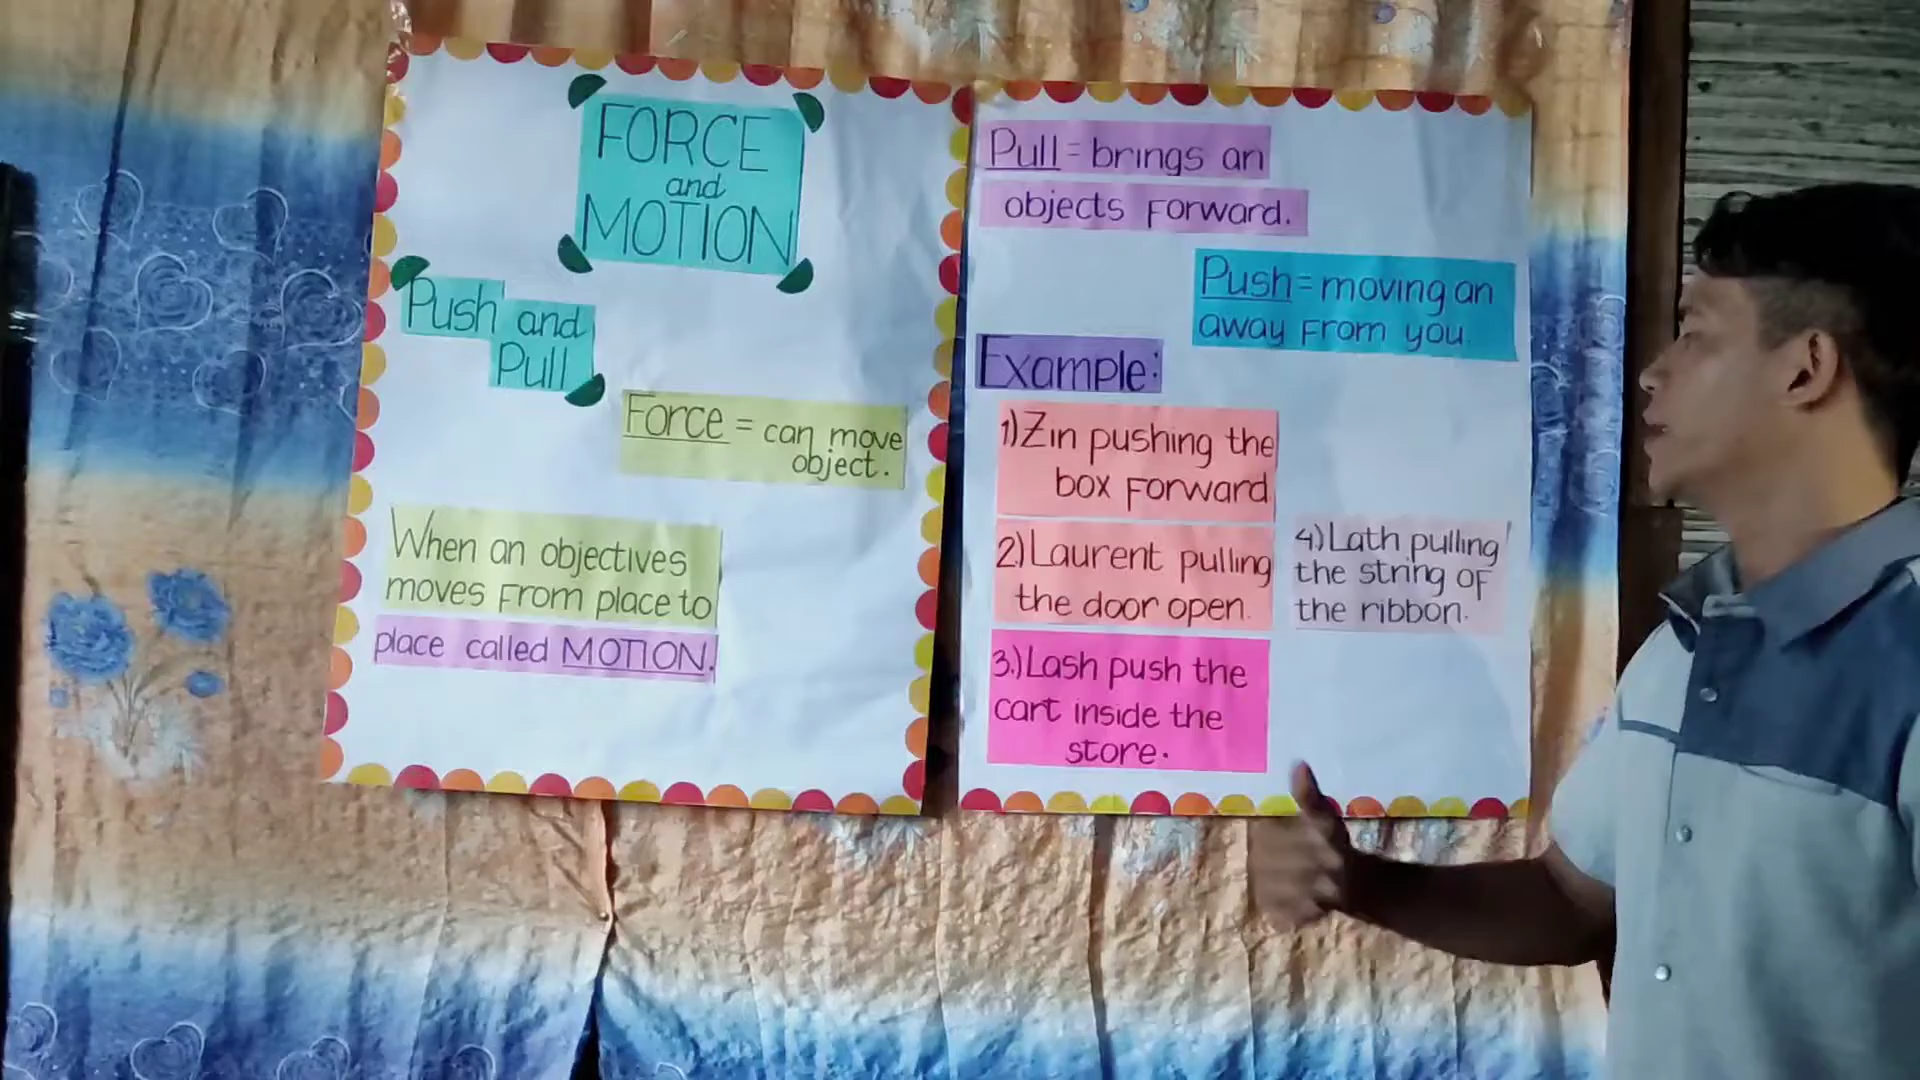 FORCE
and
MOTION
Push and
Pull
Force = can move
object.
When an objectives
moves From place to
place called MOTION.
Pull = brings an
objects Forward.
Push = moving an
away From you.
Example:
1) Zin pushing the
box Forward.
2) Laurent pulling
the door open.
3.) Lash push the
cart inside the
store.
4) Lath pulling
the string of
the ribbon.